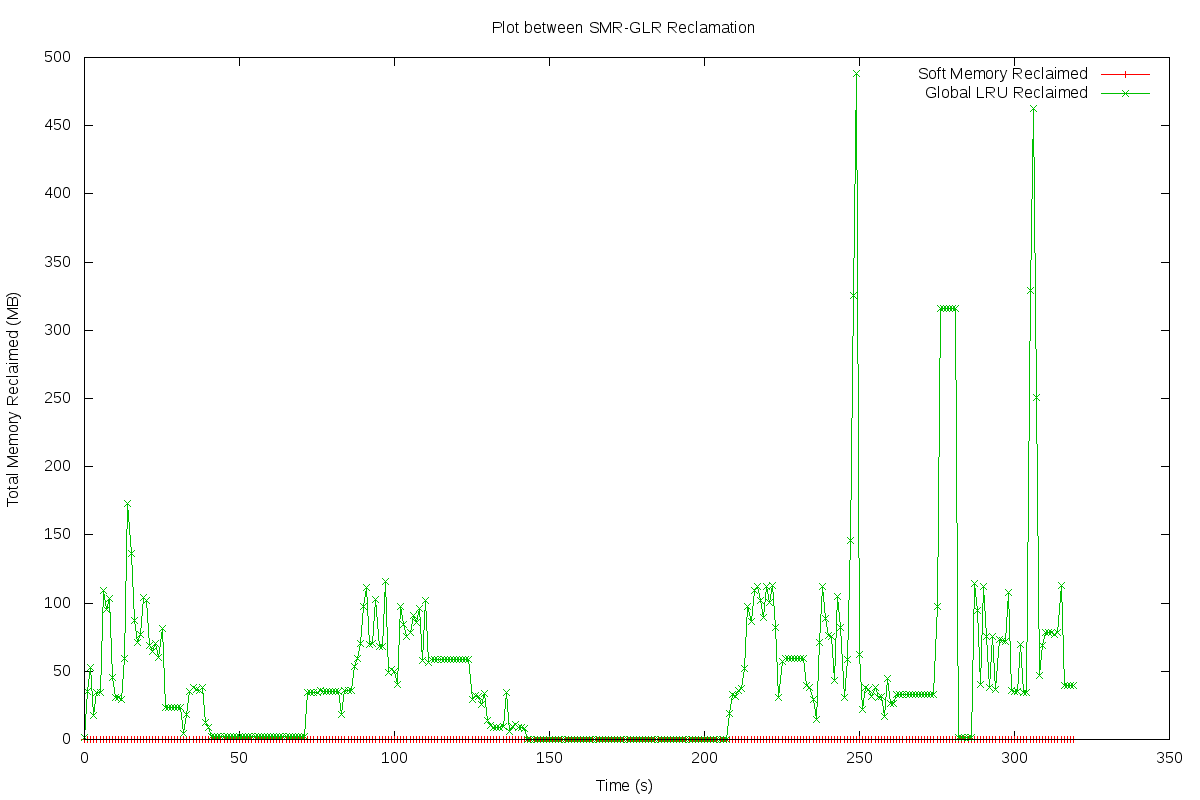 Plot between SMR-GLR Reclamation
Soft Memory Reclaimed
Global LRU Reclaimed
Total Memory Reclaimed (MB)
500
450
400
350
300
250
200
150
100
50
0
0 50 100 150 200 250 300 350
Time (s)